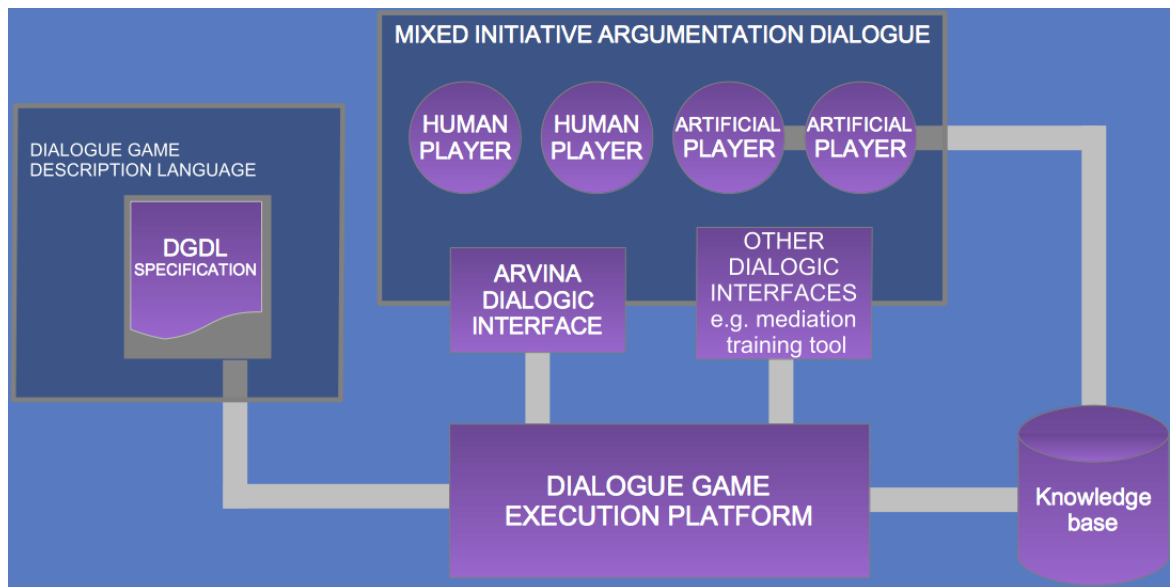 MIXED INITIATIVE ARGUMENTATION DIALOGUE
HUMAN
PLAYER
HUMAN
PLAYER
ARTIFICIAL
PLAYER
ARTIFICIAL
PLAYER
DIALOGUE GAME
DESCRIPTION LANGUAGE
DGDL
SPECIFICATION
ARVINA
DIALOGIC
INTERFACE
OTHER
DIALOGIC
INTERFACES
e.g. mediation
training tool
DIALOGUE GAME
EXECUTION PLATFORM
Knowledge
base